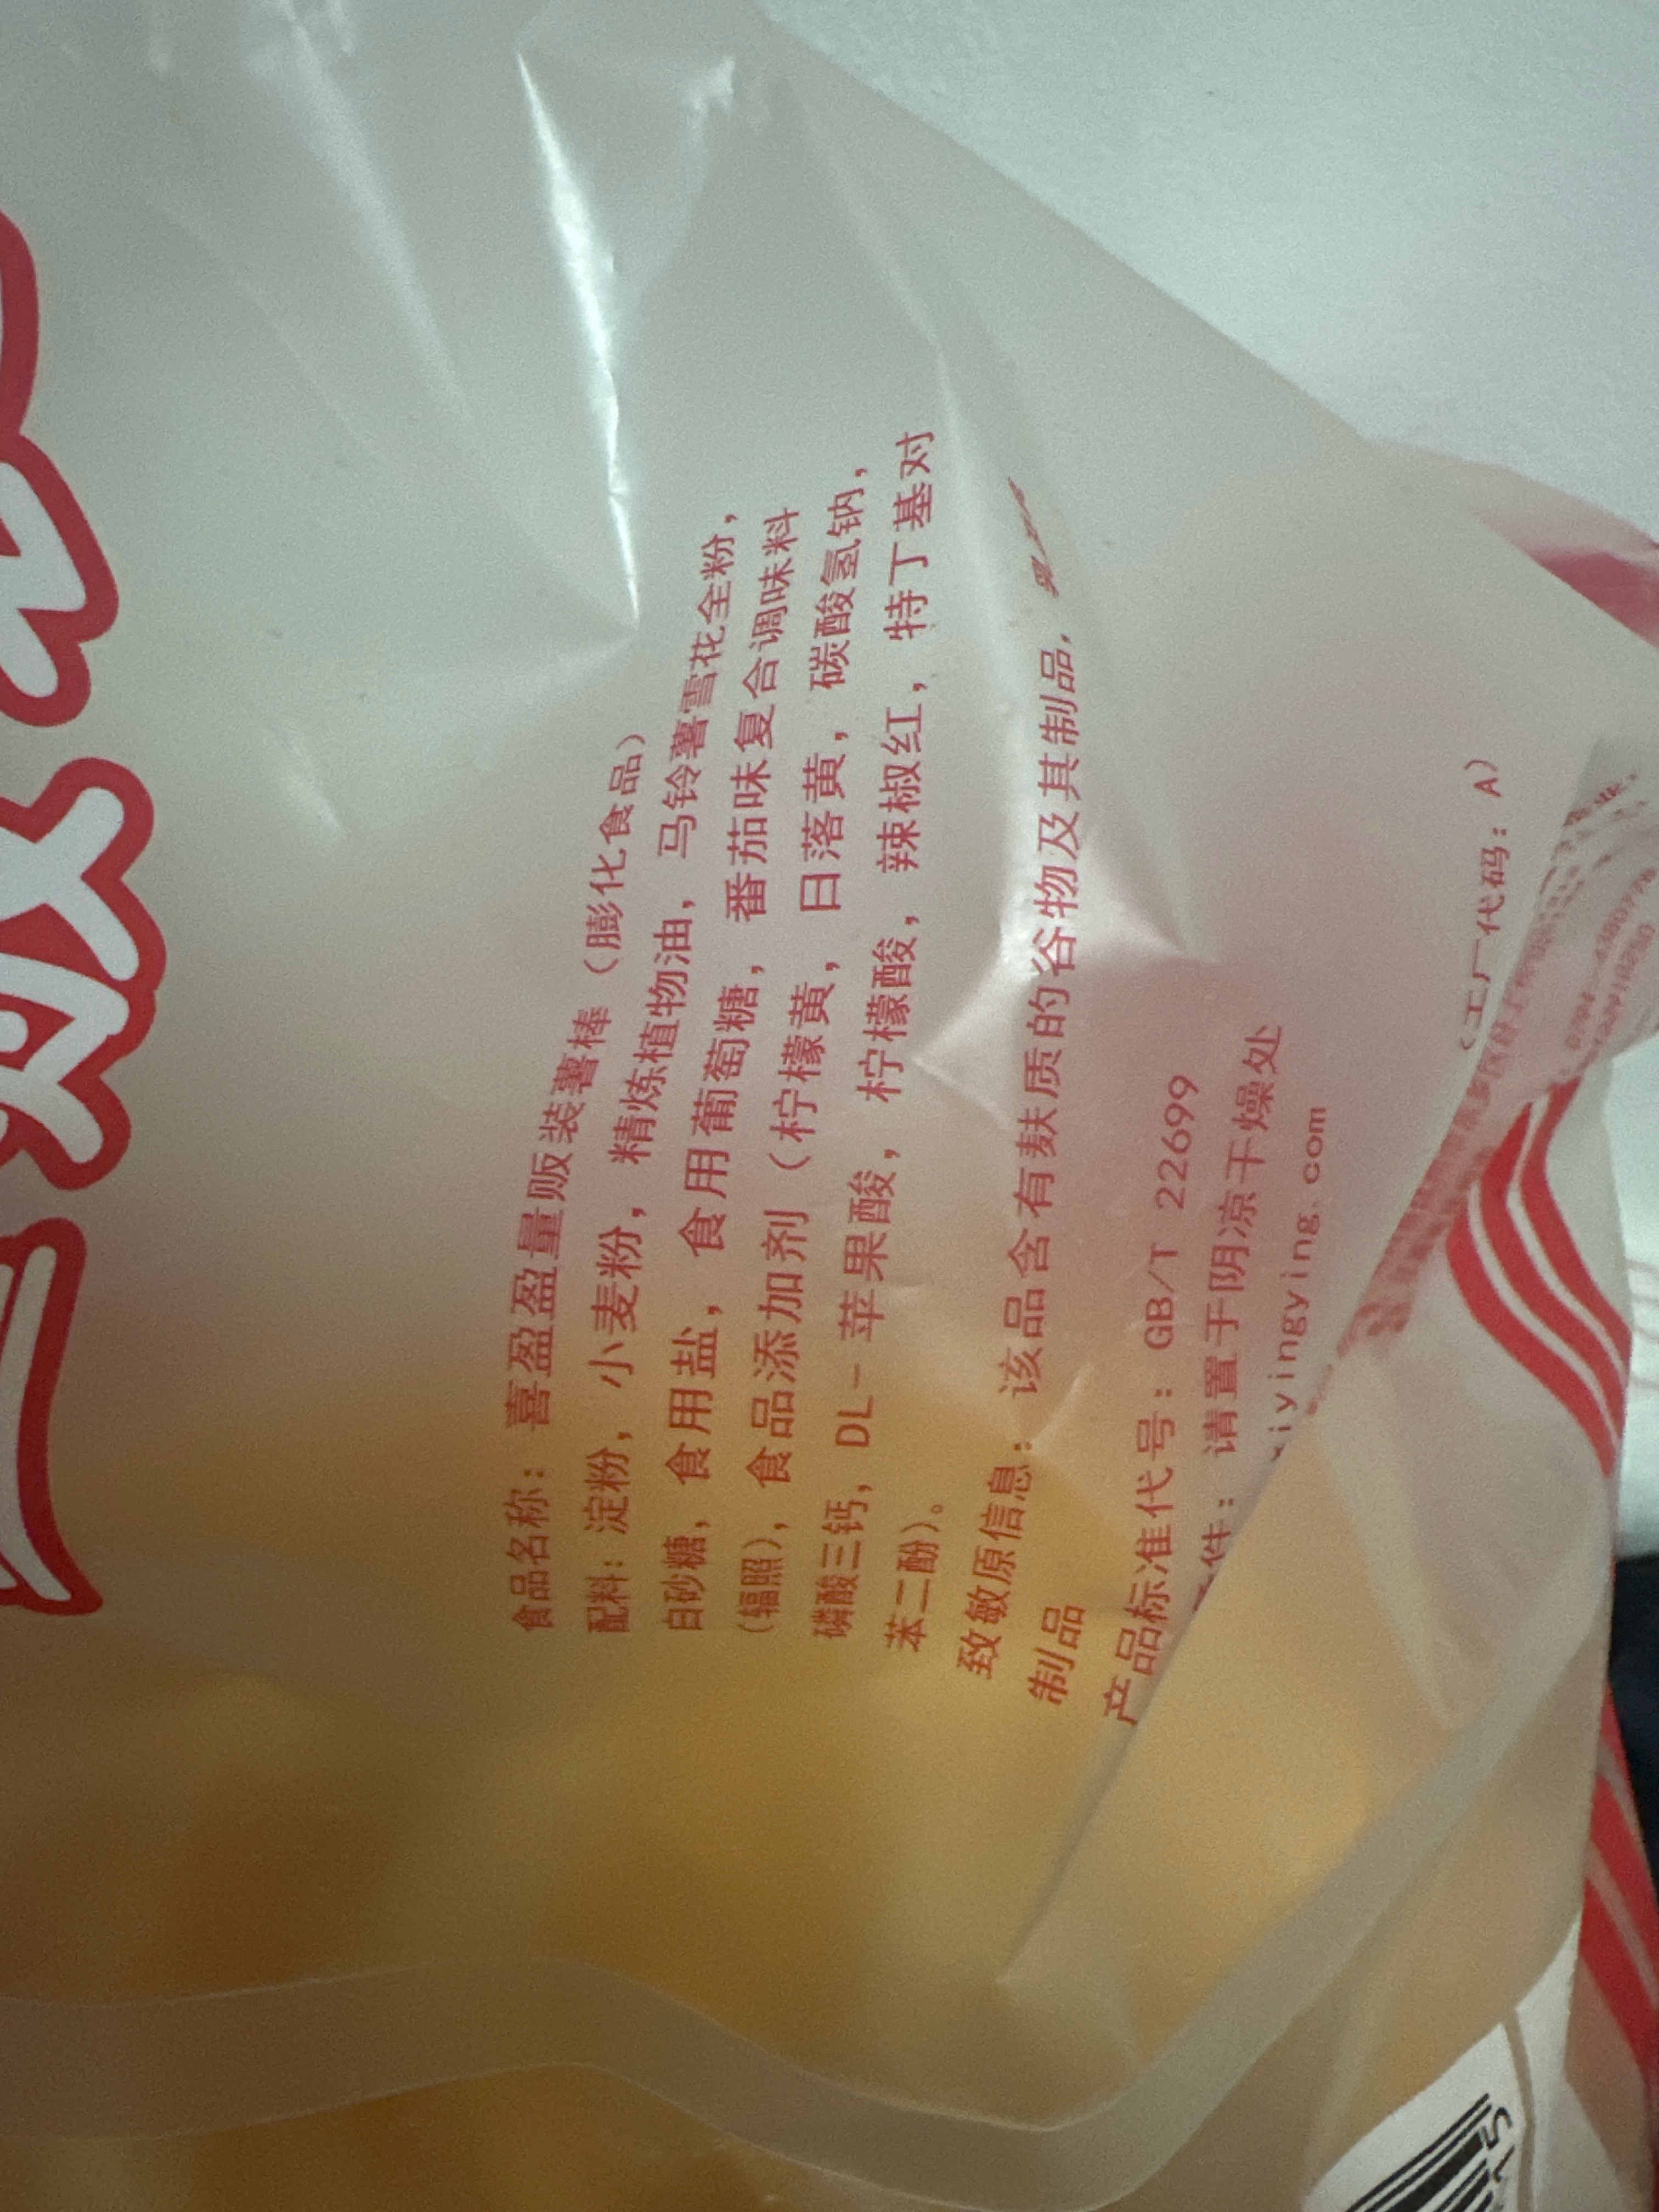 食品名称：喜盈盈量贩装薯棒（膨化食品）
配料：淀粉，小麦粉，精炼植物油，马铃薯雪花全粉，
白砂糖，食用盐，食用葡萄糖，番茄味复合调味料
（辐照），食品添加剂（柠檬黄，日落黄，碳酸氢钠，
磷酸三钙，DL-苹果酸，柠檬酸，辣椒红，特丁基对
苯二酚）。
致敏原信息：该品含有麸质的谷物及其制品，
制品
产品标准代号：GB/T 22699
件：请置于阴凉干燥处
iyingying.com
（工厂代码：A）